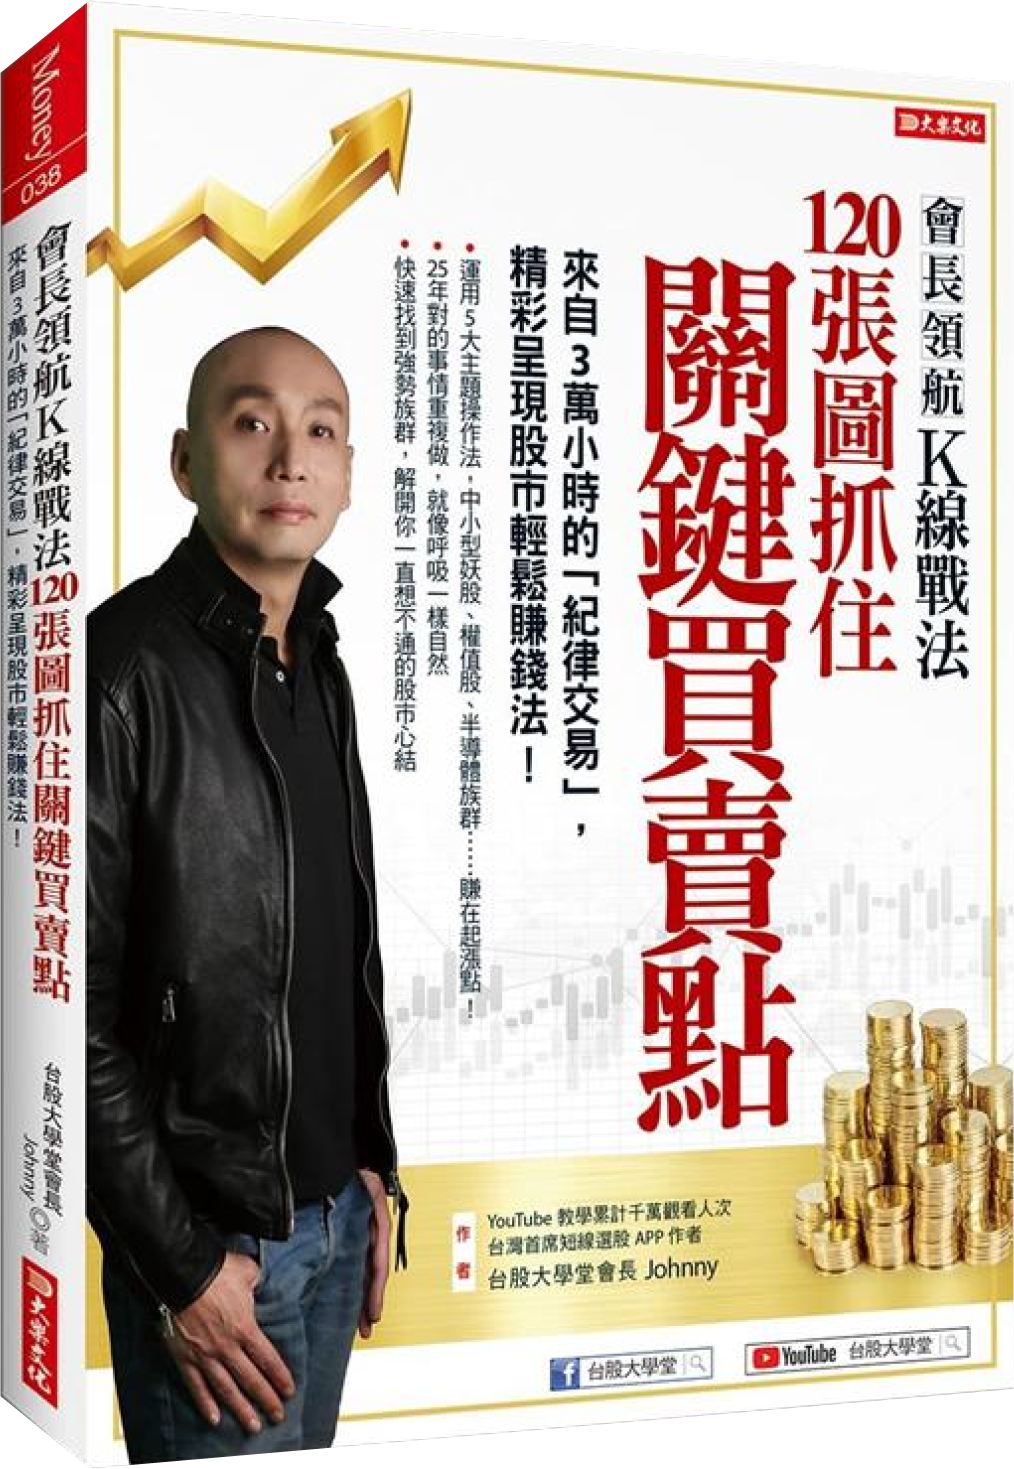 Money
038
會長領航K線戰法120張圖抓住關鍵買賣點
來自3萬小時的「紀律交易」，精彩呈現股市輕鬆賺錢法！
台股大學堂會長
Johnny◎著
大樂文化
大樂文化
會長領航K線戰法
120張圖抓住
關鍵買賣點
來自3萬小時的「紀律交易」，
精彩呈現股市輕鬆賺錢法！
• 運用5大主題操作法，中小型妖股、權值股、半導體族群……賺在起漲點！
• 25年對的事情重複做，就像呼吸一樣自然
• 快速找到強勢族群，解開你一直想不通的股市心結
作者
YouTube 教學累計千萬觀看人次
台灣首席短線選股 APP 作者
台股大學堂會長 Johnny
f 台股大學堂
YouTube 台股大學堂